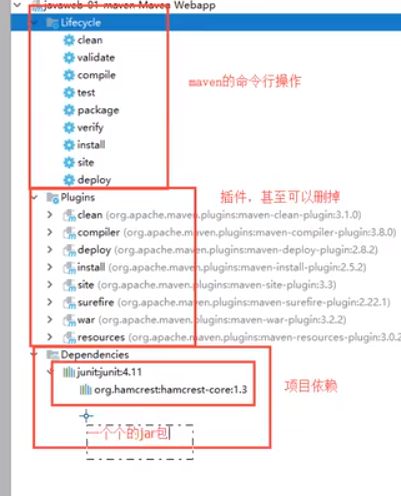 javaweb-01-maven Maven Webapp
Lifecycle
clean
validate
compile
maven的命令行操作
test
package
verify
install
site
deploy
Plugins
插件，甚至可以删掉
clean (org.apache.maven.plugins:maven-clean-plugin:3.1.0)
compiler (org.apache.maven.plugins:maven-compiler-plugin:3.8.0)
deploy (org.apache.maven.plugins:maven-deploy-plugin:2.8.2)
install (org.apache.maven.plugins:maven-install-plugin:2.5.2)
site (org.apache.maven.plugins:maven-site-plugin:3.3)
surefire (org.apache.maven.plugins:maven-surefire-plugin:2.22.1)
war (org.apache.maven.plugins:maven-war-plugin:3.2.2)
resources (org.apache.maven.plugins:maven-resources-plugin:3.0.2
Dependencies
junit:junit:4.11
项目依赖
org.hamcrest:hamcrest-core:1.3
一个个的jar包